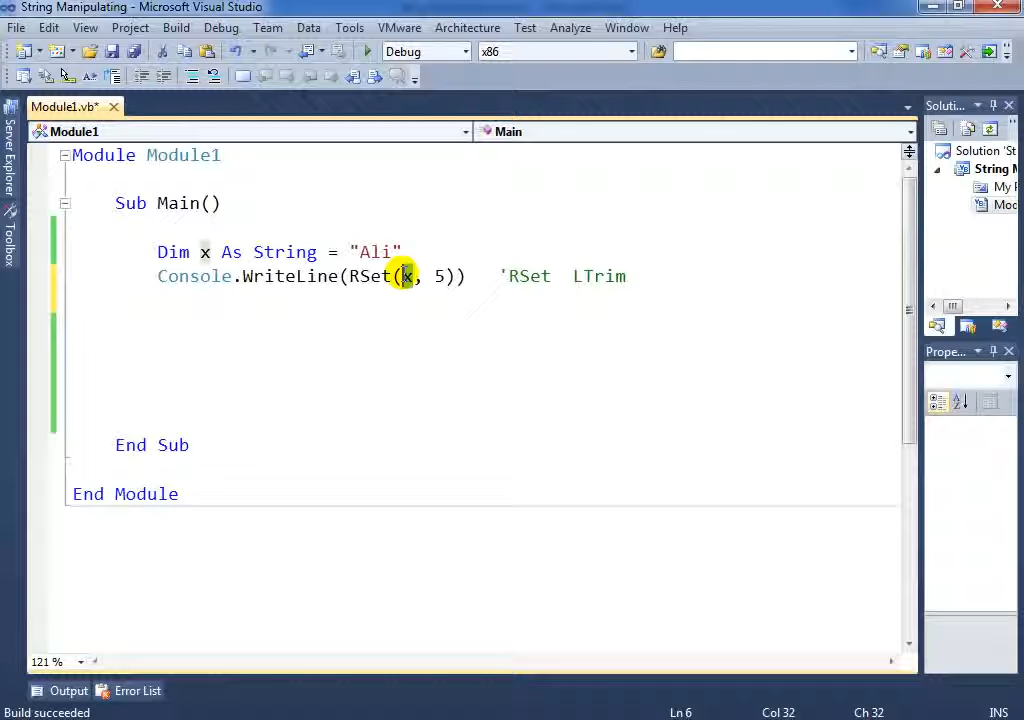 String Manipulating - Microsoft Visual Studio
File Edit View Project Build Debug Team Data Tools VMware Architecture Test Analyze Window Help
Debug x86
Module1.vb* Soluti...
Module1 Main
Server Explorer
Toolbox
Solution 'St
String M
My P
Mod
Module Module1
Sub Main()
Dim x As String = "Ali"
Console.WriteLine(RSet(x, 5)) 'RSet LTrim
End Sub
End Module
Prope...
121 %
Output Error List
Build succeeded Ln 6 Col 32 Ch 32 INS